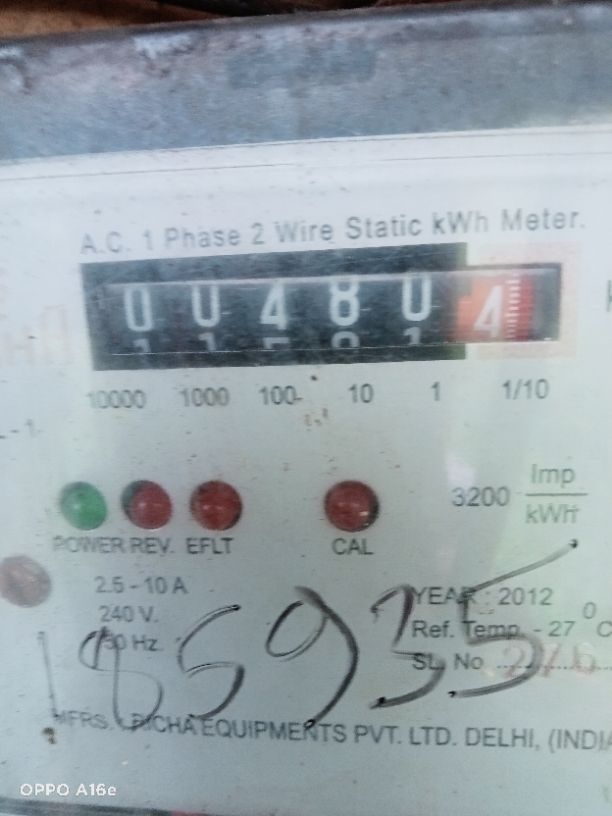 A.C. 1 Phase 2 Wire Static kWh Meter.
0 0 4 8 0 4
10000 1000 100 10 1 1/10
3200 Imp/kWh
POWER REV. EFLT CAL
2.5 - 10 A
240 V.
50 Hz.
YEAR : 2012
Ref. Temp. - 27 °C
SL. No
185935
MFRS. : RICHA EQUIPMENTS PVT. LTD. DELHI, (INDIA
OPPO A16e